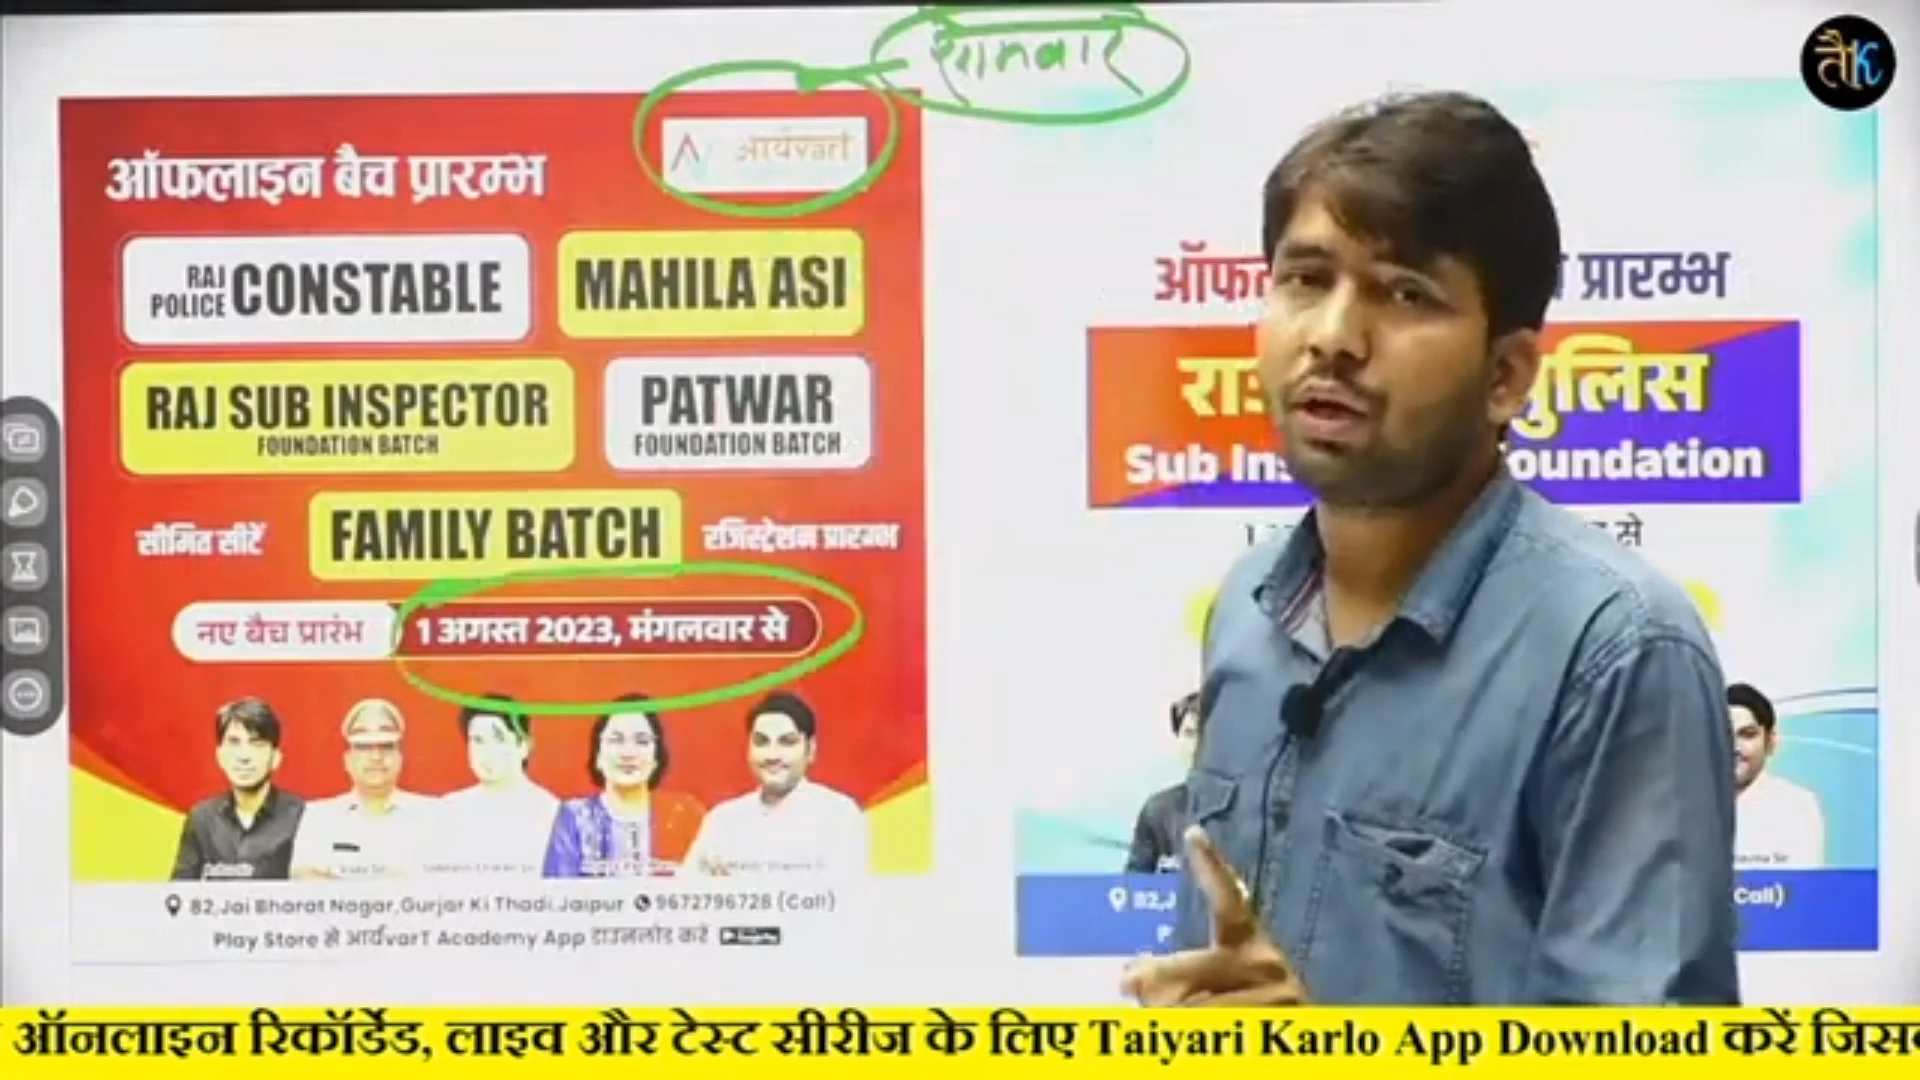 शनिवार
तैK
ऑफलाइन बैच प्रारम्भ
आर्यvarT
RAJ POLICE CONSTABLE
MAHILA ASI
RAJ SUB INSPECTOR
FOUNDATION BATCH
PATWAR
FOUNDATION BATCH
सीमित सीटें
FAMILY BATCH
रजिस्ट्रेशन प्रारम्भ
नए बैच प्रारंभ
1 अगस्त 2023, मंगलवार से
82,Jai Bharat Nagar,Gurjar Ki Thadi,Jaipur 9672796728 (Call)
Play Store से आर्यvarT Academy App डाउनलोड करें
प्रारम्भ
Sub
oundation
से
Call)
ऑनलाइन रिकॉर्डेड, लाइव और टेस्ट सीरीज के लिए Taiyari Karlo App Download करें